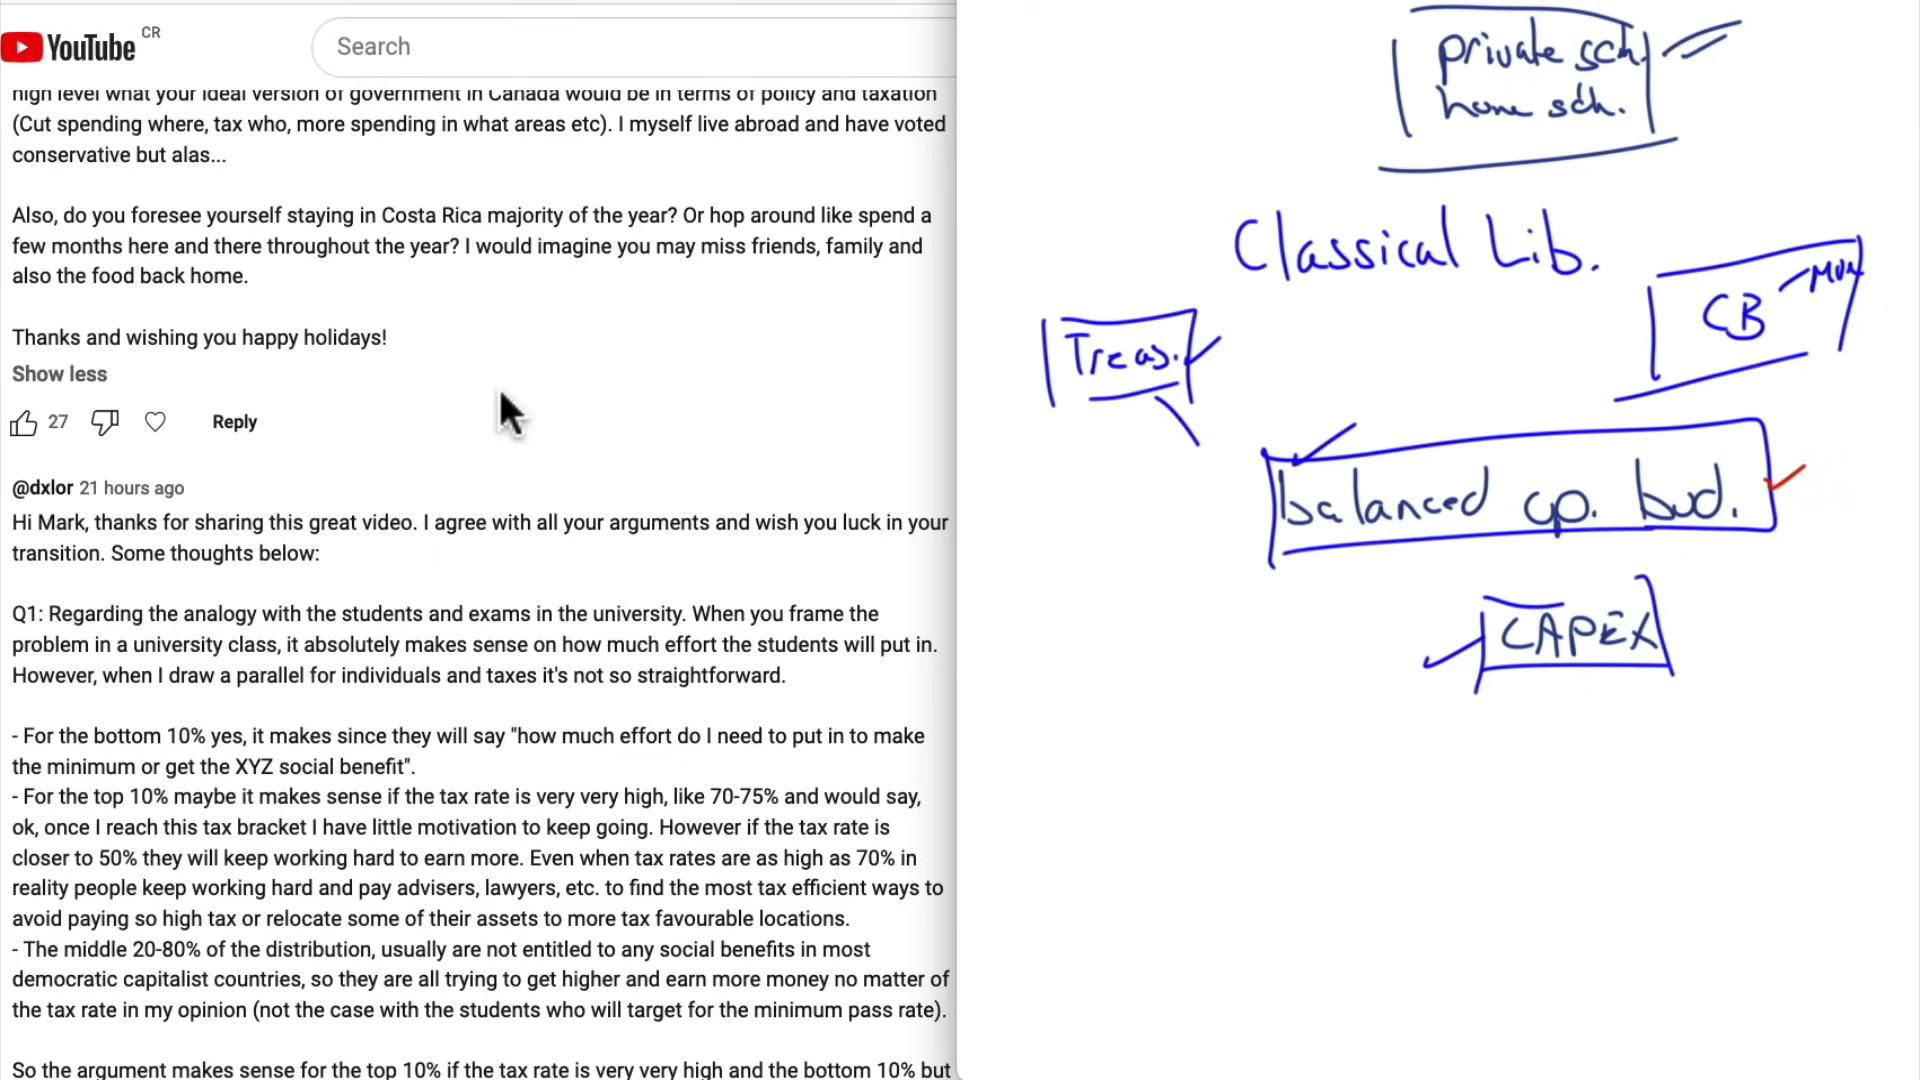 YouTube CR
Search
high level what your ideal version of government in Canada would be in terms of policy and taxation
(Cut spending where, tax who, more spending in what areas etc). I myself live abroad and have voted
conservative but alas...
Also, do you foresee yourself staying in Costa Rica majority of the year? Or hop around like spend a
few months here and there throughout the year? I would imagine you may miss friends, family and
also the food back home.
Thanks and wishing you happy holidays!
Show less
27
Reply
@dxlor 21 hours ago
Hi Mark, thanks for sharing this great video. I agree with all your arguments and wish you luck in your
transition. Some thoughts below:
Q1: Regarding the analogy with the students and exams in the university. When you frame the
problem in a university class, it absolutely makes sense on how much effort the students will put in.
However, when I draw a parallel for individuals and taxes it's not so straightforward.
- For the bottom 10% yes, it makes since they will say "how much effort do I need to put in to make
the minimum or get the XYZ social benefit".
- For the top 10% maybe it makes sense if the tax rate is very very high, like 70-75% and would say,
ok, once I reach this tax bracket I have little motivation to keep going. However if the tax rate is
closer to 50% they will keep working hard to earn more. Even when tax rates are as high as 70% in
reality people keep working hard and pay advisers, lawyers, etc. to find the most tax efficient ways to
avoid paying so high tax or relocate some of their assets to more tax favourable locations.
- The middle 20-80% of the distribution, usually are not entitled to any social benefits in most
democratic capitalist countries, so they are all trying to get higher and earn more money no matter of
the tax rate in my opinion (not the case with the students who will target for the minimum pass rate).
So the argument makes sense for the top 10% if the tax rate is very very high and the bottom 10% but
private sch.
home sch.
Classical Lib.
Treas.
CB
balanced op. bud.
CAPEX